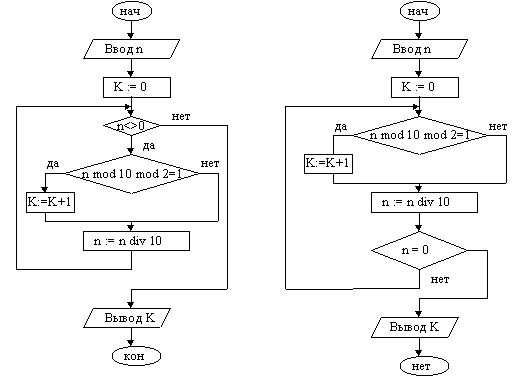 нач
Ввод n
K := 0
n<>0
нет
да
да
n mod 10 mod 2=1
нет
K:=K+1
n := n div 10
Вывод K
кон
нач
Ввод n
K := 0
да
n mod 10 mod 2=1
нет
K:=K+1
n := n div 10
n = 0
нет
Вывод K
нет